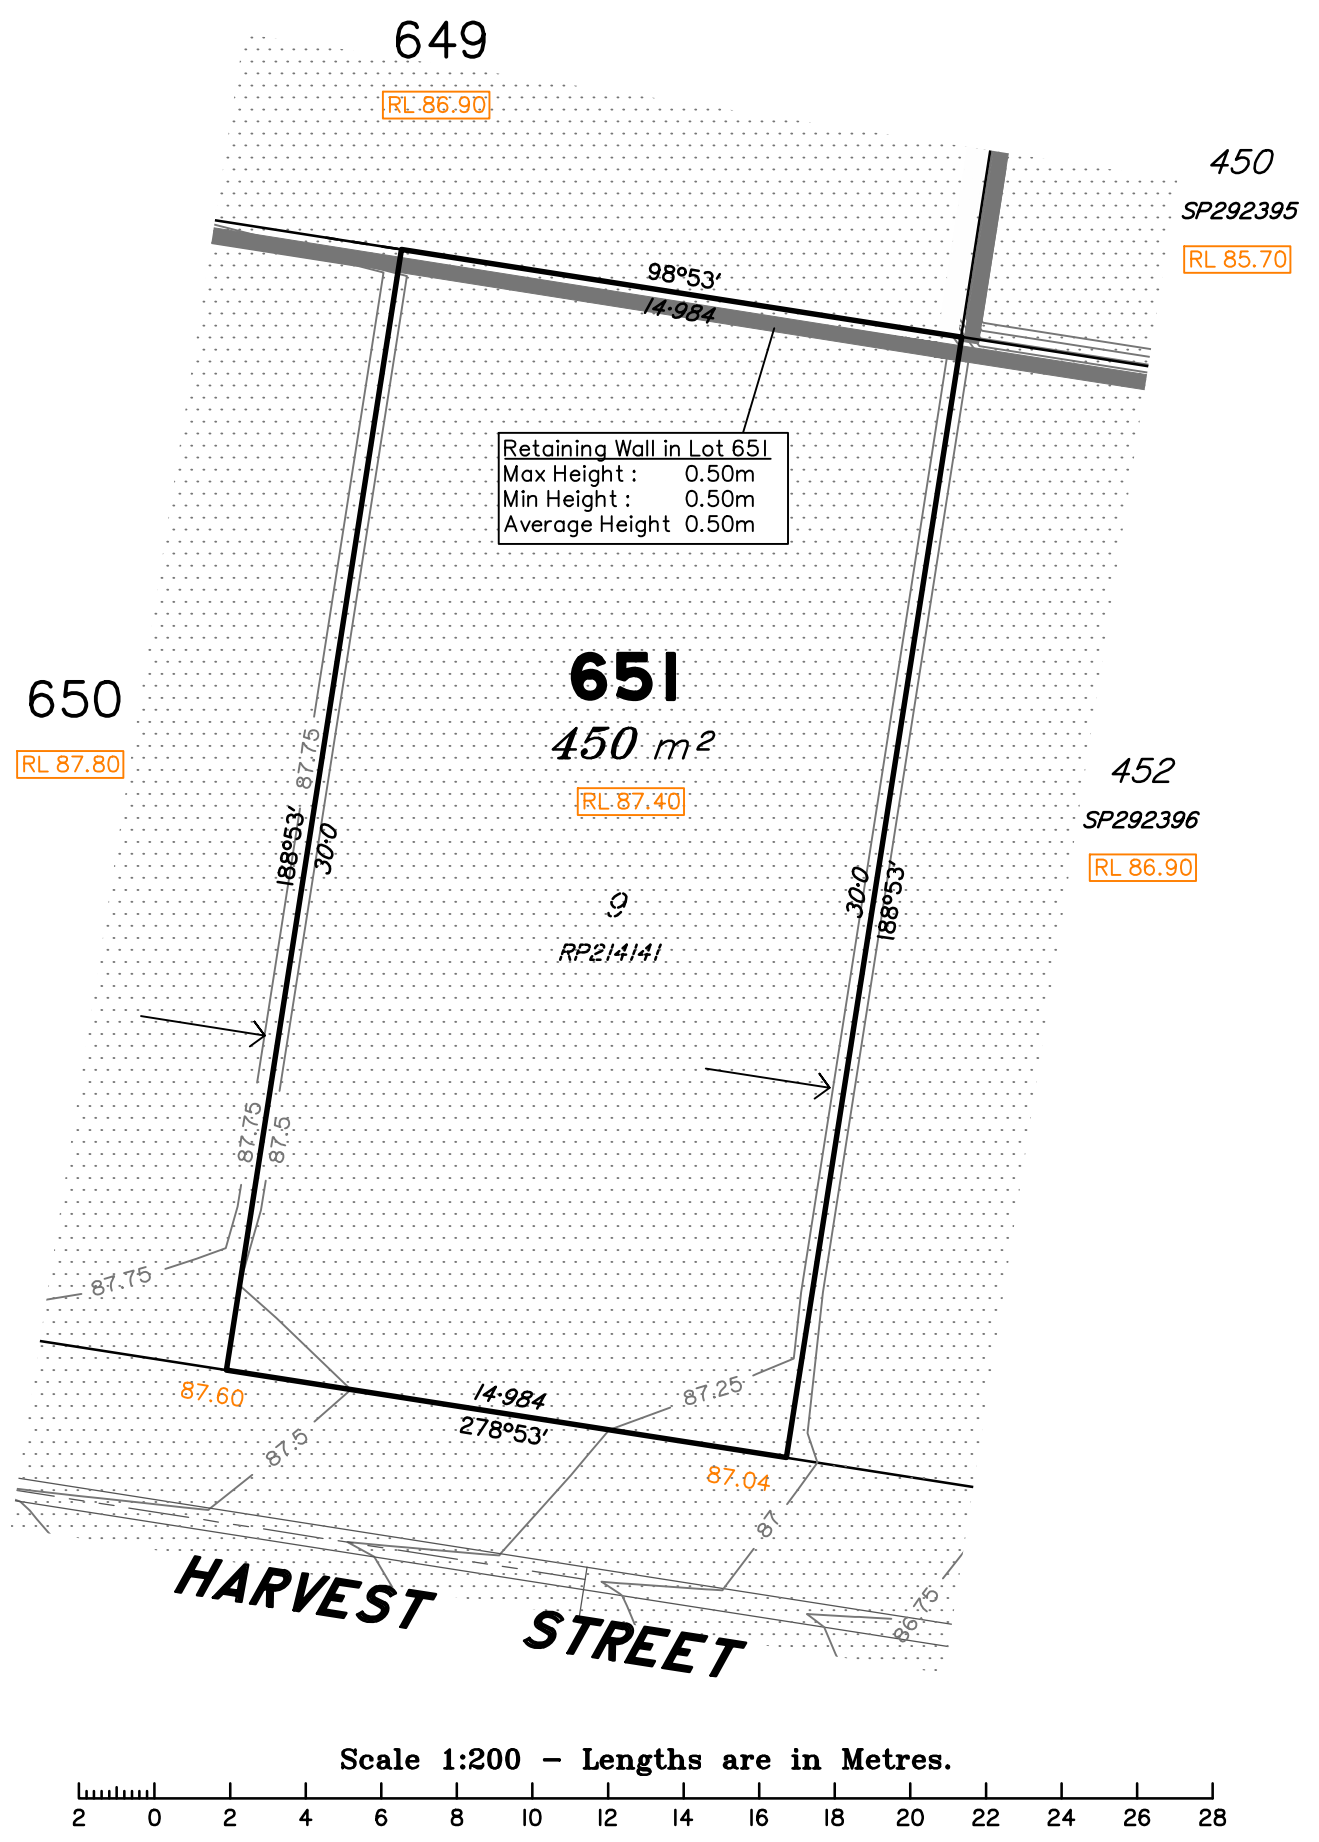 649
RL 86.90
450
SP292395
RL 85.70
98°53'
14·984
Retaining Wall in Lot 651
Max Height : 0.50m
Min Height : 0.50m
Average Height 0.50m
651
450 m²
RL 87.40
650
RL 87.80
87.75
188°53'
30·0
452
SP292396
RL 86.90
30·0
188°53'
9
RP214141
87.75
87.5
87.75
87.60
14·984
278°53'
87.25
87.5
87.04
87
86.75
HARVEST STREET
Scale 1:200 – Lengths are in Metres.
2 0 2 4 6 8 10 12 14 16 18 20 22 24 26 28